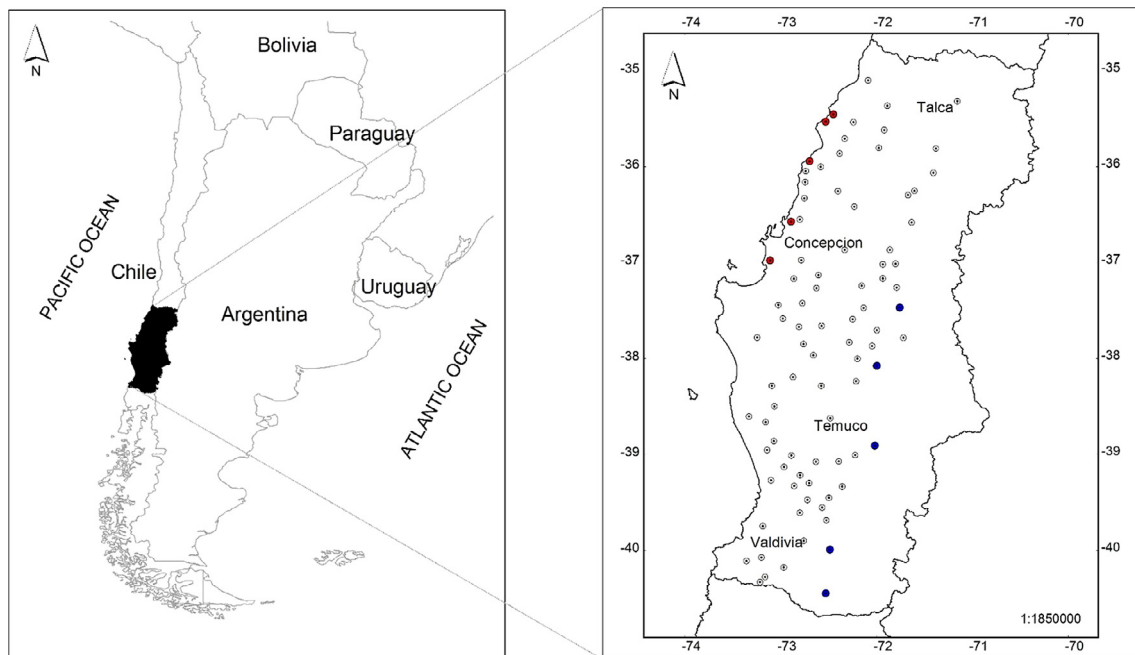 N
Bolivia
Paraguay
PACIFIC OCEAN
Chile
Uruguay
Argentina
ATLANTIC OCEAN
-74 -73 -72 -71 -70
N
-35 -35
Talca
-36 -36
Concepcion
-37 -37
-38 -38
Temuco
-39 -39
Valdivia
-40 -40
1:1850000
-74 -73 -72 -71 -70